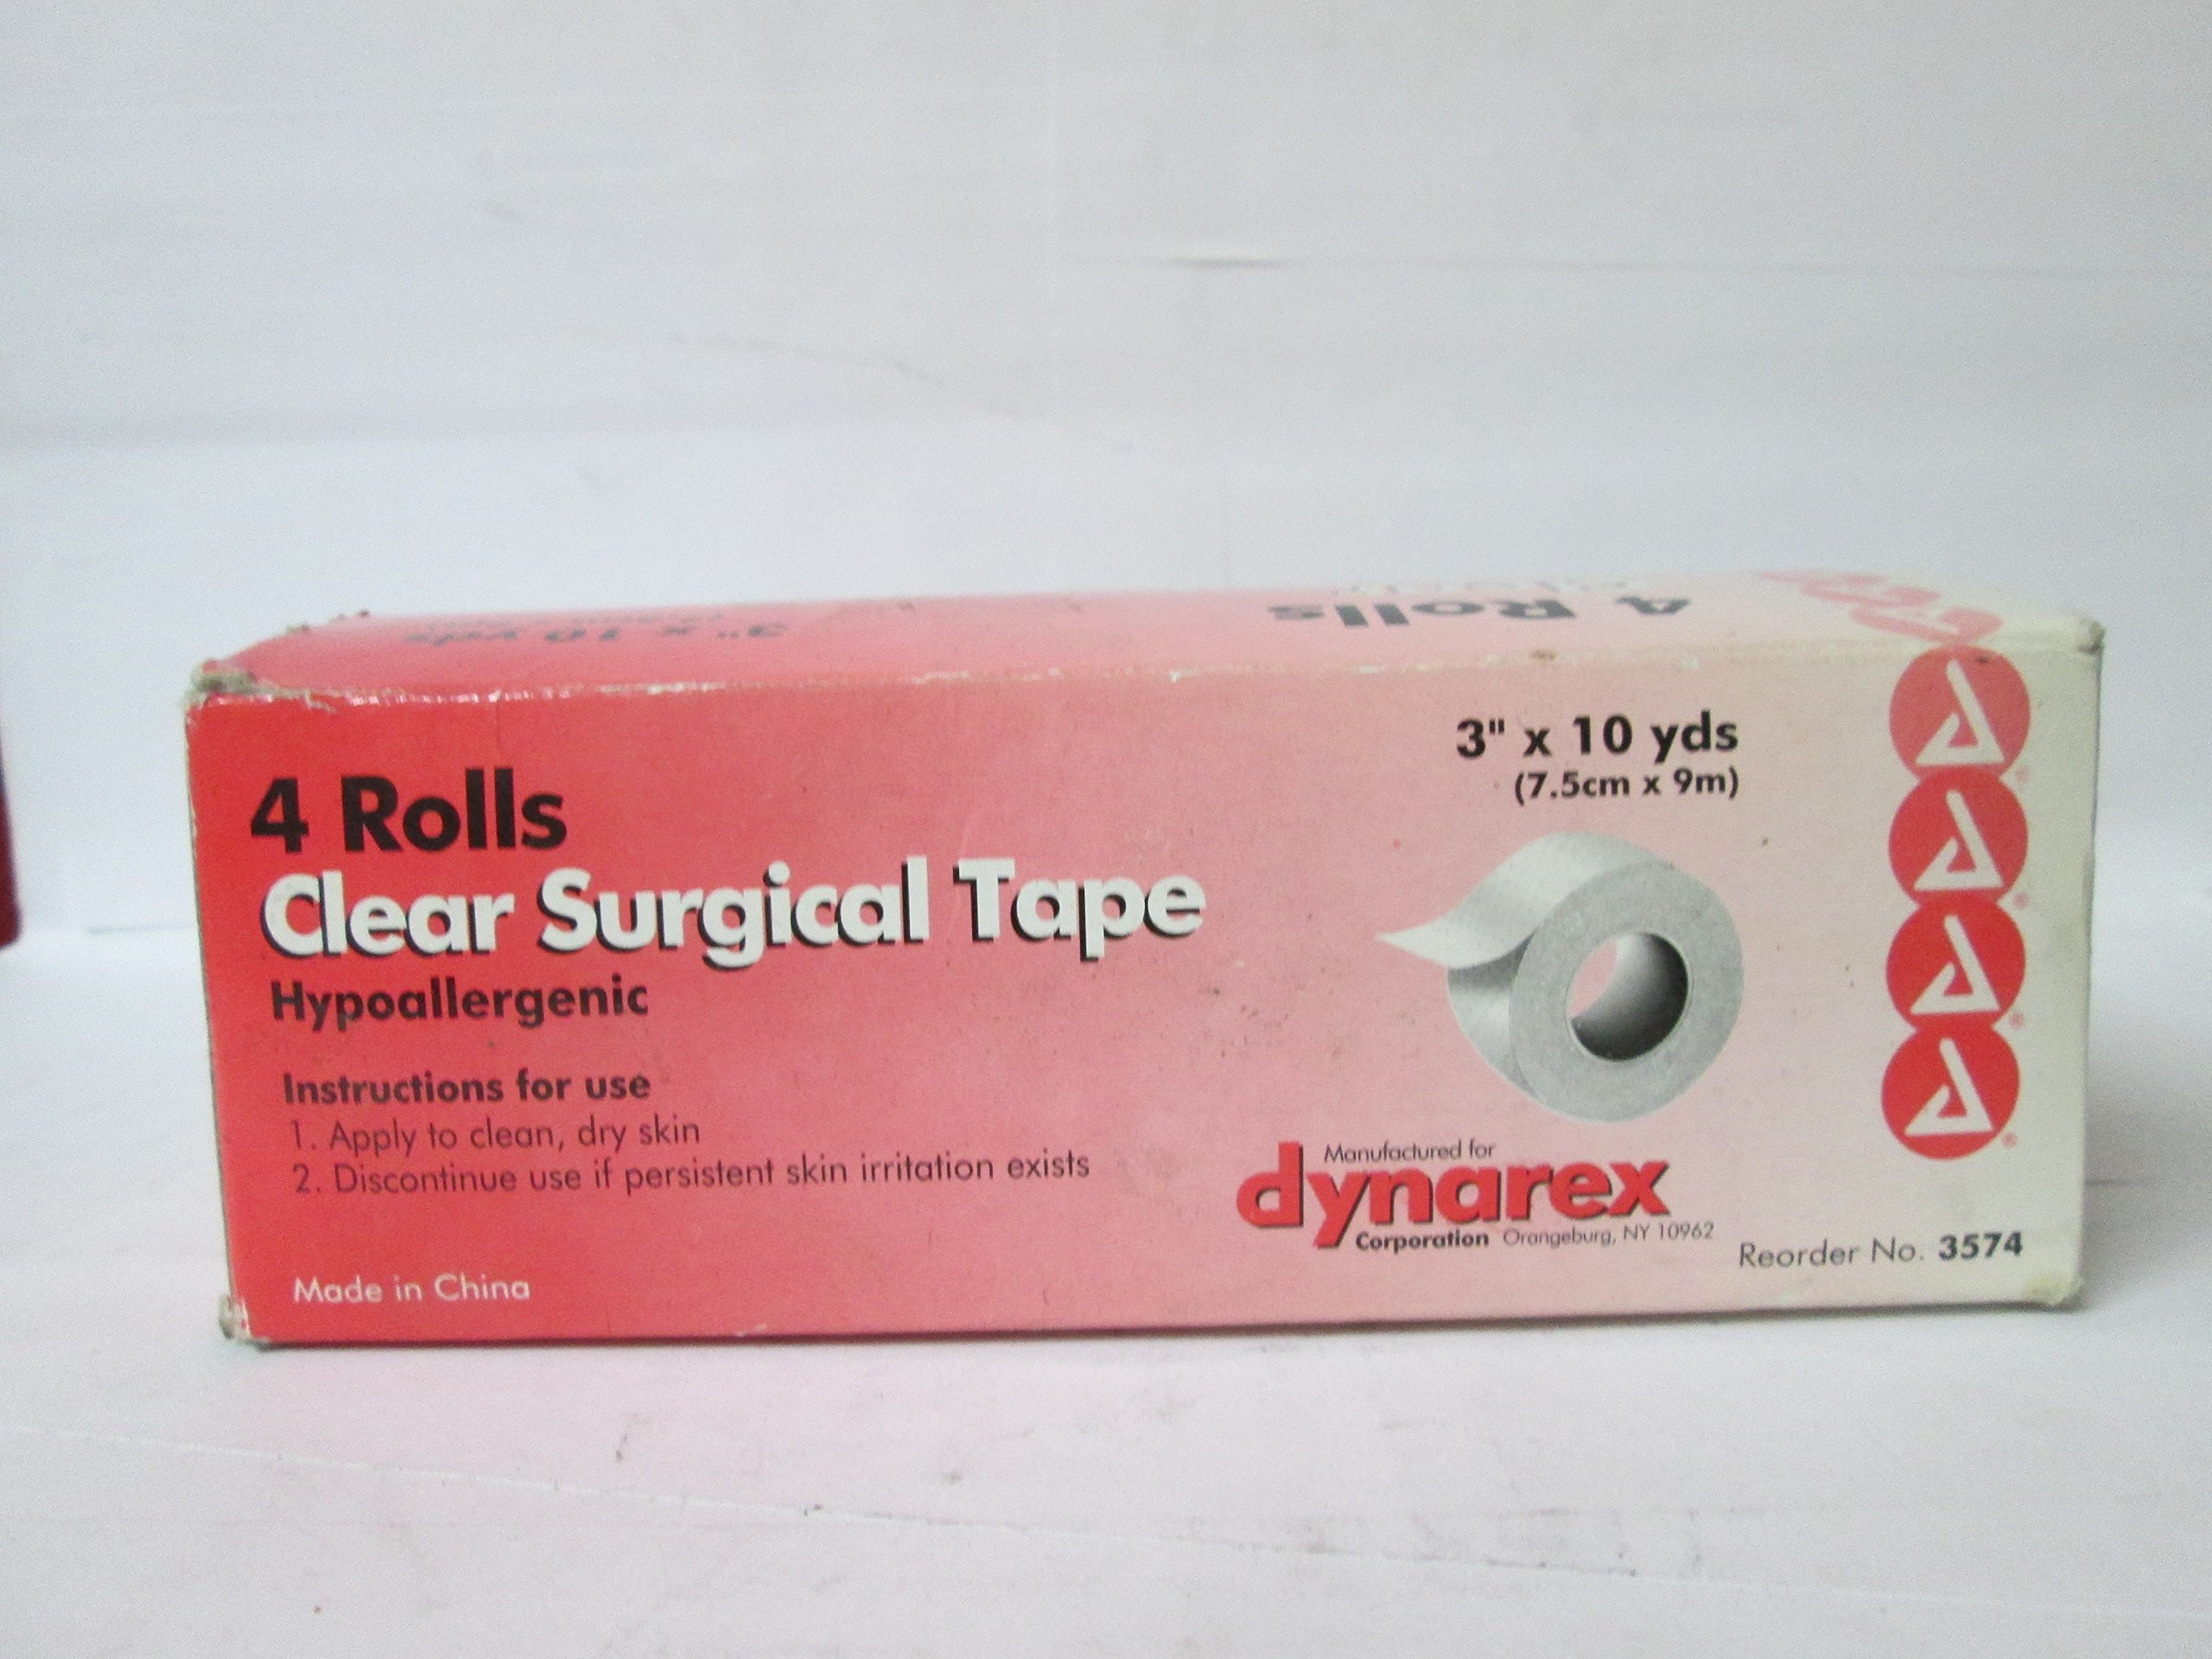 3" x 10 yds
4 Rolls
3" x 10 yds
(7.5cm x 9m)
4 Rolls
Clear Surgical Tape
Hypoallergenic
Instructions for use
1. Apply to clean, dry skin
2. Discontinue use if persistent skin irritation exists
Manufactured for
dynarex
Corporation Orangeburg, NY 10962
Reorder No. 3574
Made in China